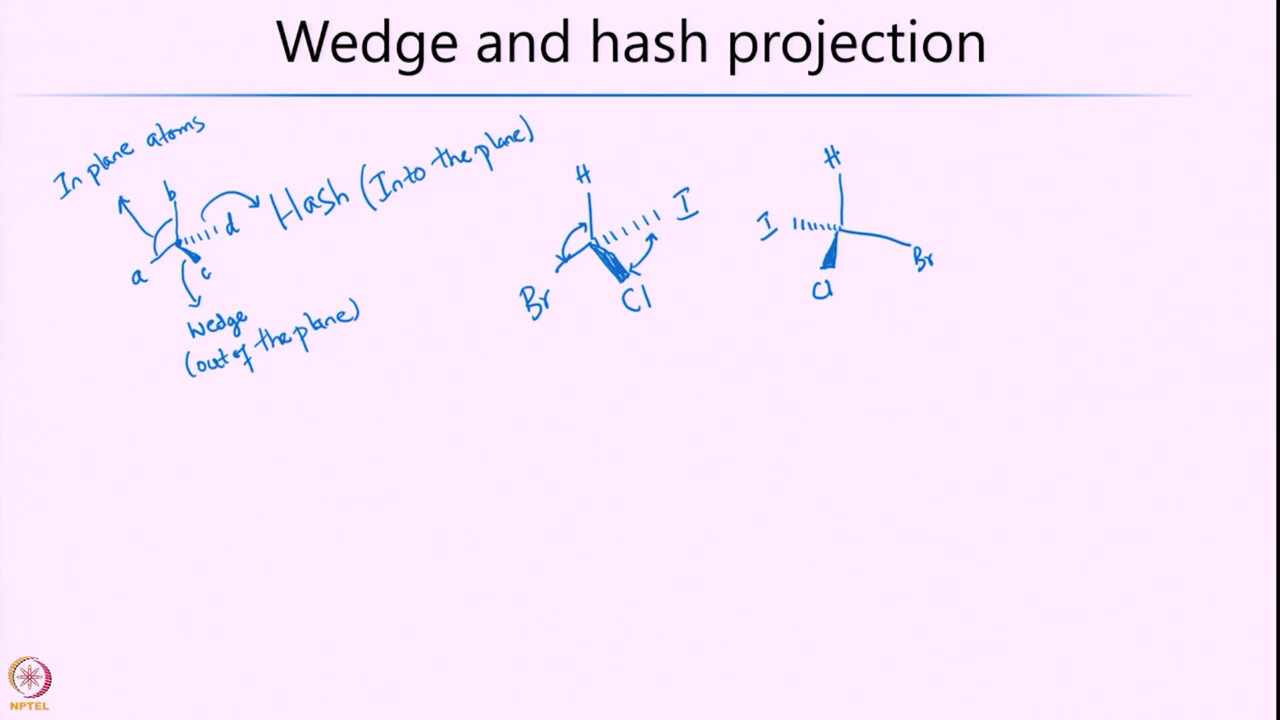 Wedge and hash projection
In plane atoms
b
d
a
c
Hash (Into the plane)
Wedge
(out of the plane)
H
I
Br
Cl
H
I
Br
Cl
NPTEL